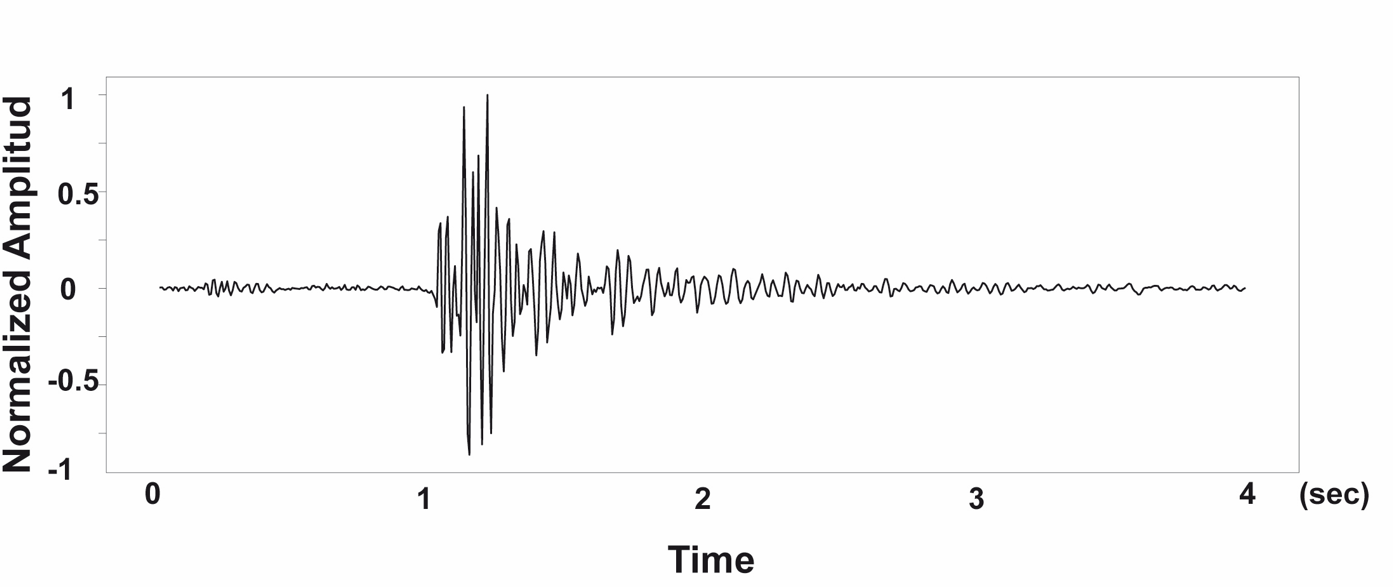 Normalized Amplitud
1
0.5
0
-0.5
-1
0 1 2 3 4 (sec)
Time